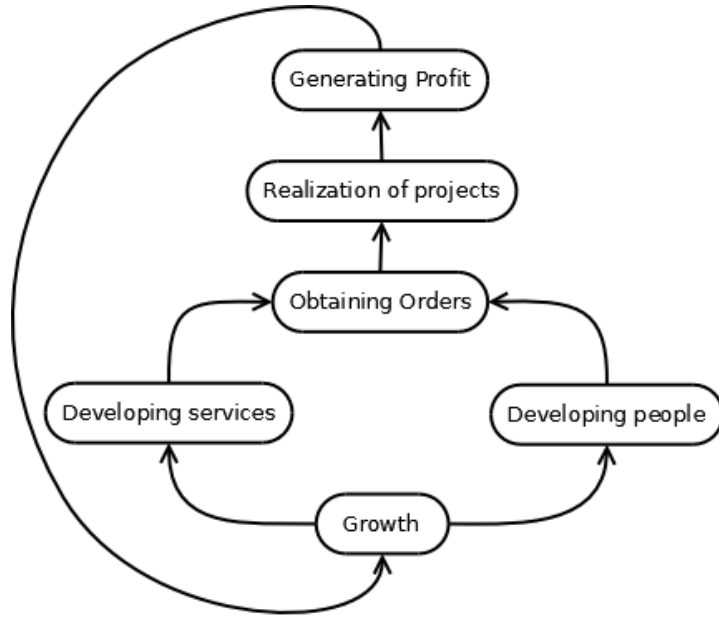 Generating Profit
Realization of projects
Obtaining Orders
Developing services
Developing people
Growth